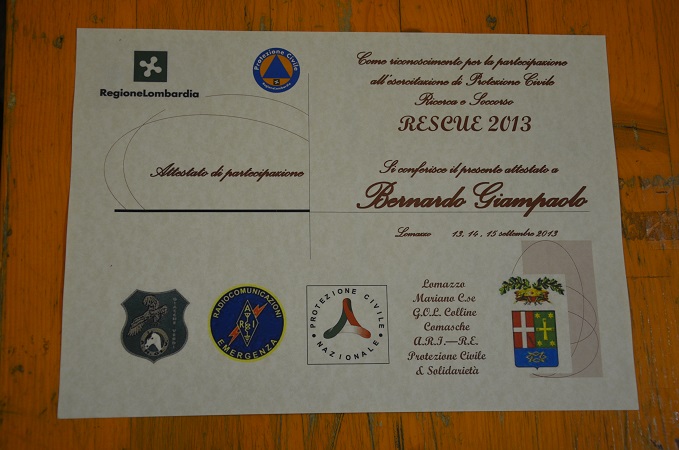 RegioneLombardia
Protezione Civile
Come riconoscimento per la partecipazione
all'esercitazione di Protezione Civile
Ricerca e Soccorso
RESCUE 2013
Attestato di partecipazione
Si conferisce il presente attestato a
Bernardo Giampaolo
Lomazzo 13, 14, 15 settembre 2013
RADIOCOMUNICAZIONI
ARI
EMERGENZA
PROTEZIONE CIVILE
NAZIONALE
Lomazzo
Mariano C.se
G.O.L. Colline
Comasche
A.R.I.—R.E.
Protezione Civile
& Solidarietà